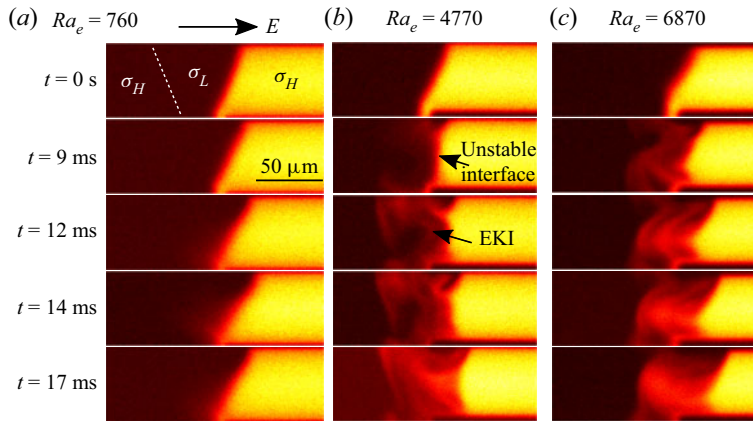 (a) Ra_e = 760 E (b) Ra_e = 4770 (c) Ra_e = 6870
t = 0 s σ_H σ_L σ_H
t = 9 ms 50 μm Unstable interface
t = 12 ms EKI
t = 14 ms
t = 17 ms